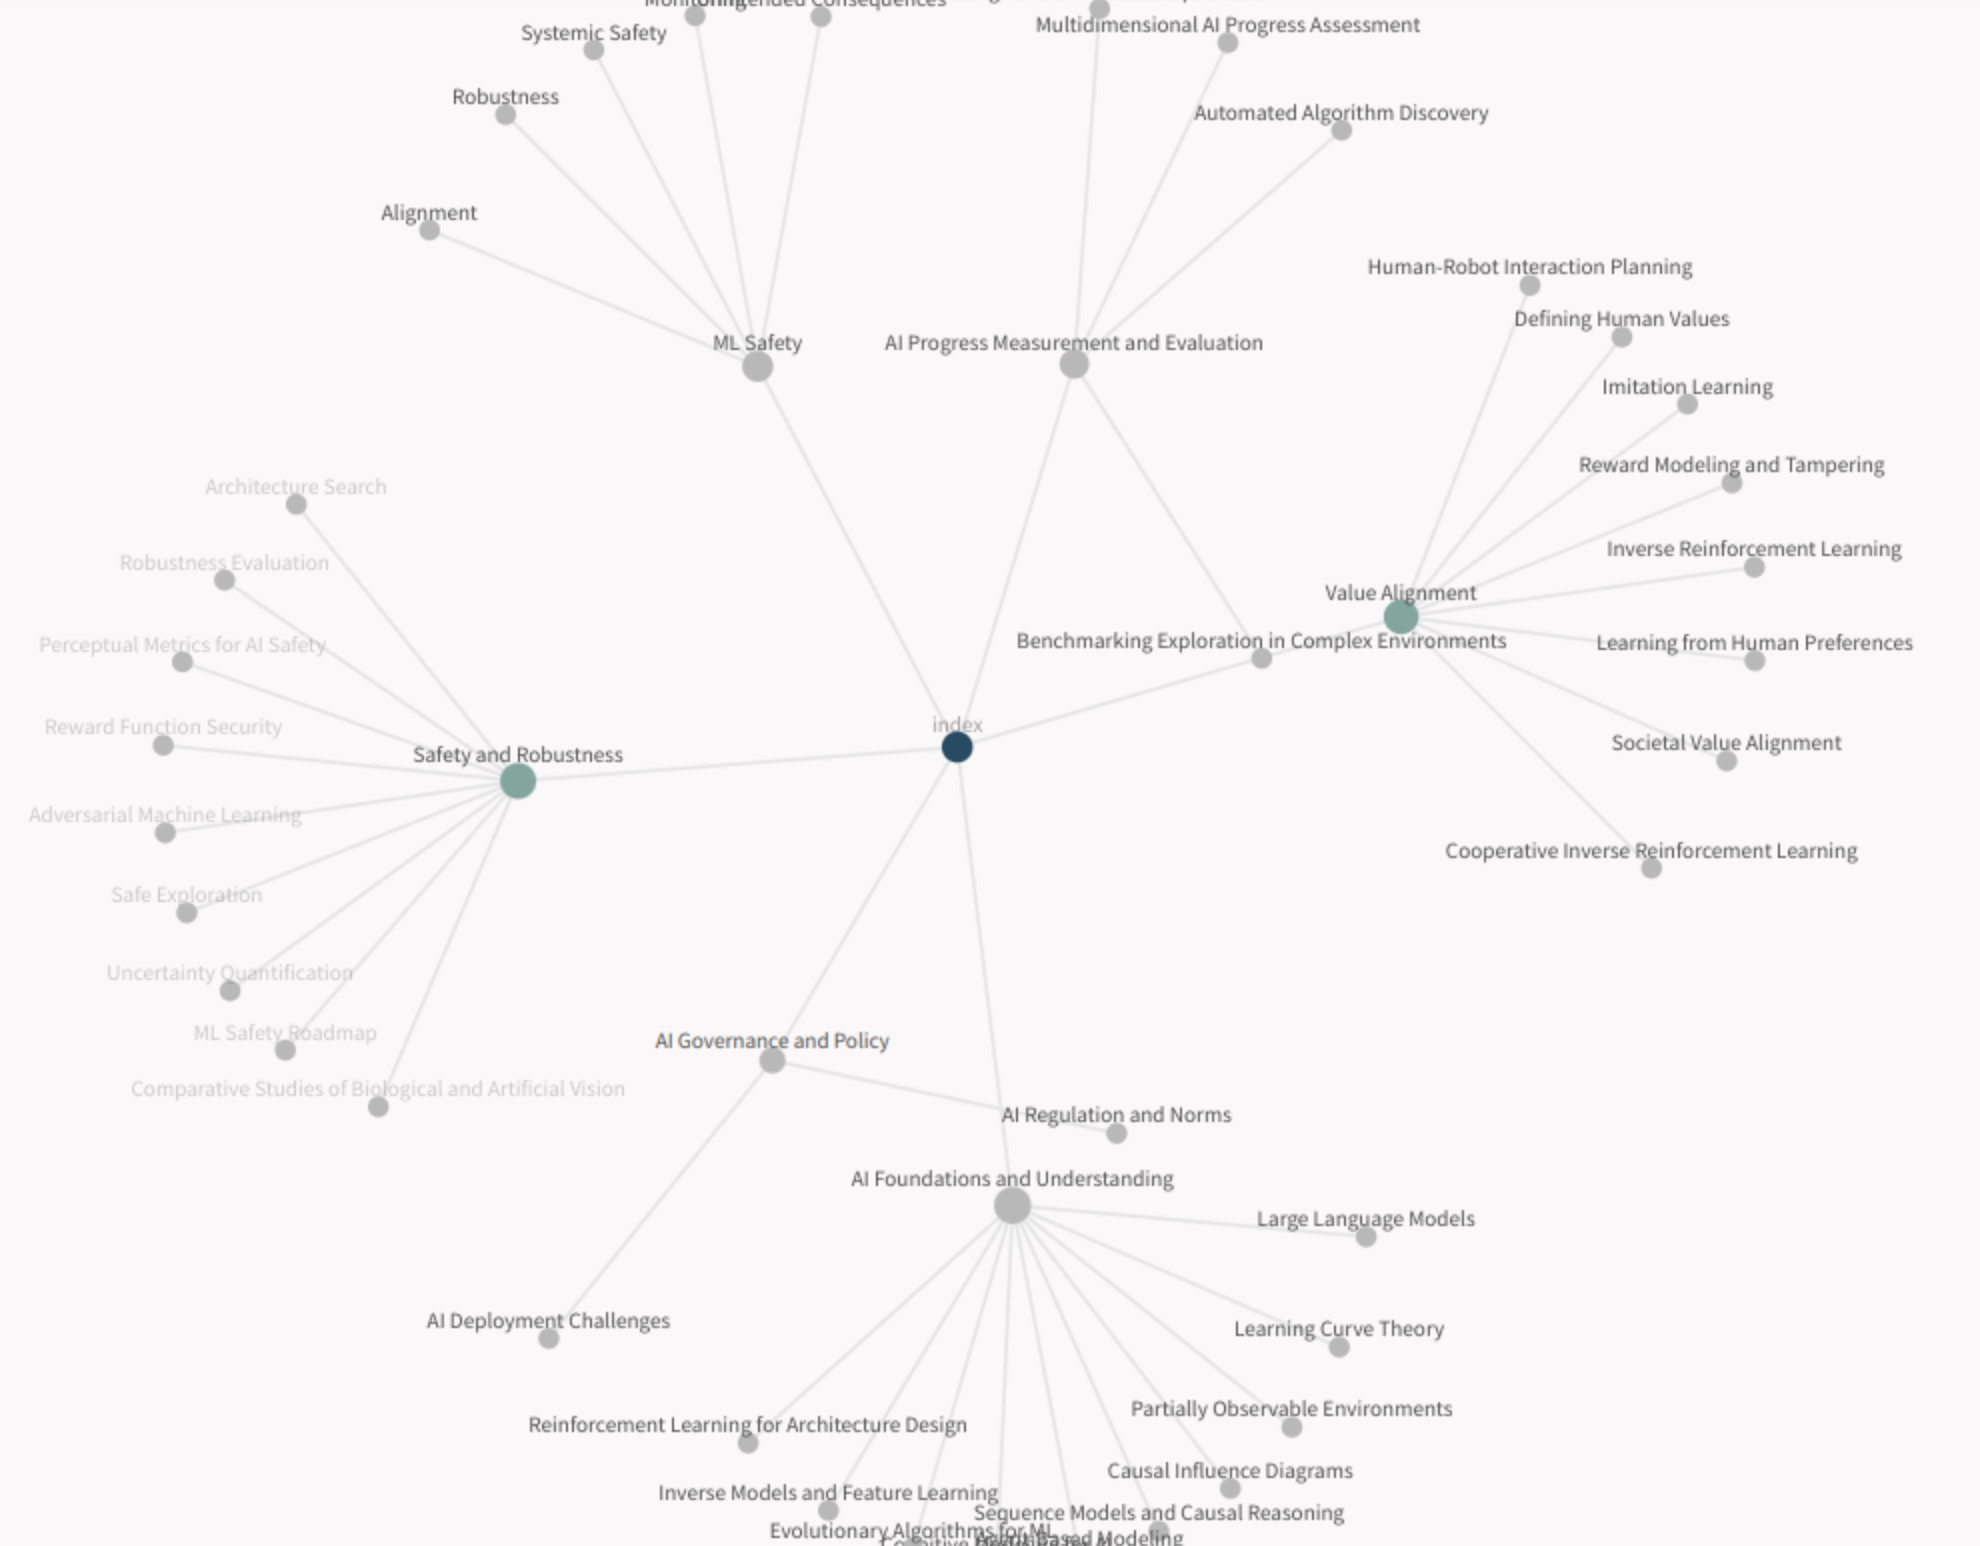 Consequences
Multidimensional AI Progress Assessment
Systemic Safety
Robustness
Automated Algorithm Discovery
Alignment
Human-Robot Interaction Planning
Defining Human Values
ML Safety
AI Progress Measurement and Evaluation
Imitation Learning
Reward Modeling and Tampering
Architecture Search
Inverse Reinforcement Learning
Robustness Evaluation
Value Alignment
Benchmarking Exploration in Complex Environments
Learning from Human Preferences
Perceptual Metrics for AI Safety
index
Reward Function Security
Societal Value Alignment
Safety and Robustness
Adversarial Machine Learning
Cooperative Inverse Reinforcement Learning
Safe Exploration
Uncertainty Quantification
ML Safety Roadmap
AI Governance and Policy
Comparative Studies of Biological and Artificial Vision
AI Regulation and Norms
AI Foundations and Understanding
Large Language Models
AI Deployment Challenges
Learning Curve Theory
Partially Observable Environments
Reinforcement Learning for Architecture Design
Causal Influence Diagrams
Inverse Models and Feature Learning
Sequence Models and Causal Reasoning
Evolutionary Algorithms for ML
Modeling